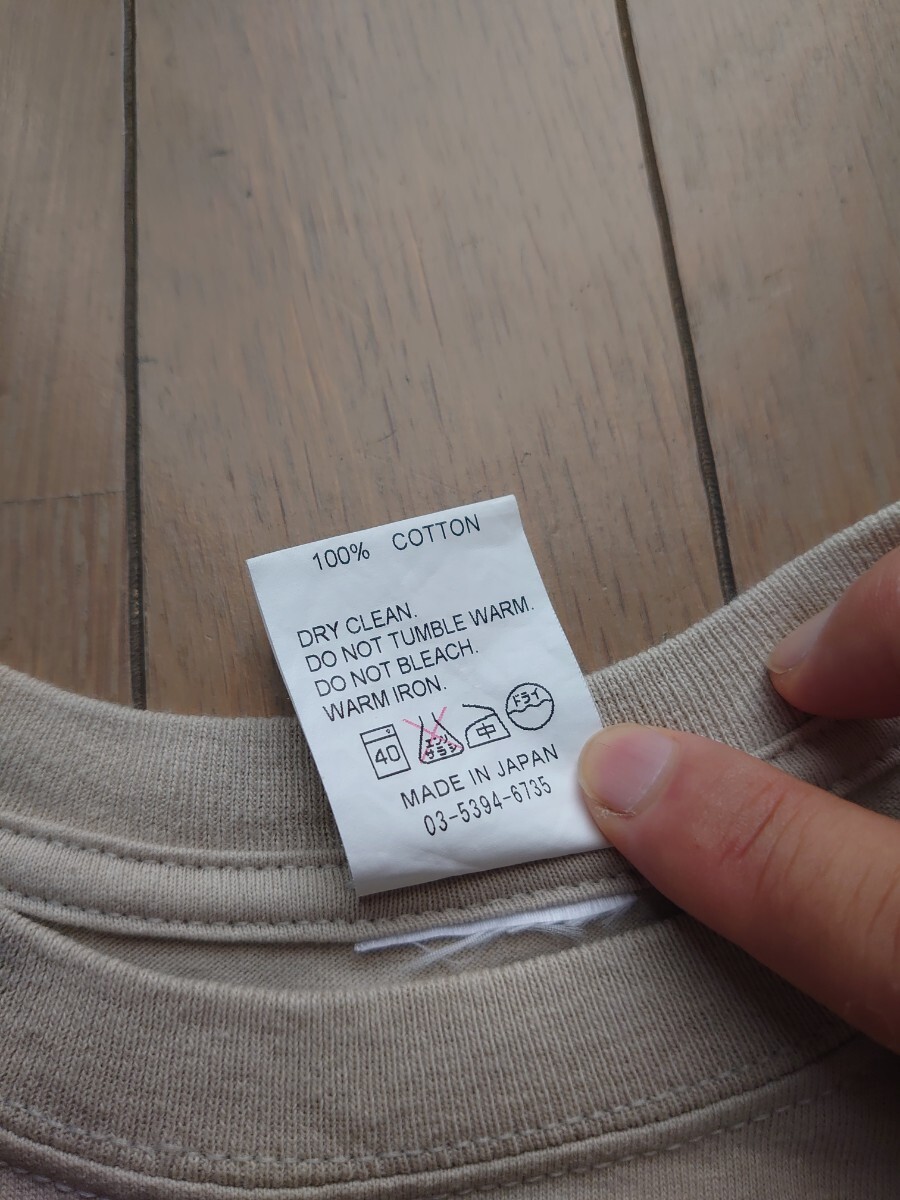 100% COTTON
DRY CLEAN.
DO NOT TUMBLE WARM.
DO NOT BLEACH.
WARM IRON.
40 エンソ サラシ 中 ドライ
MADE IN JAPAN
03-5394-6735